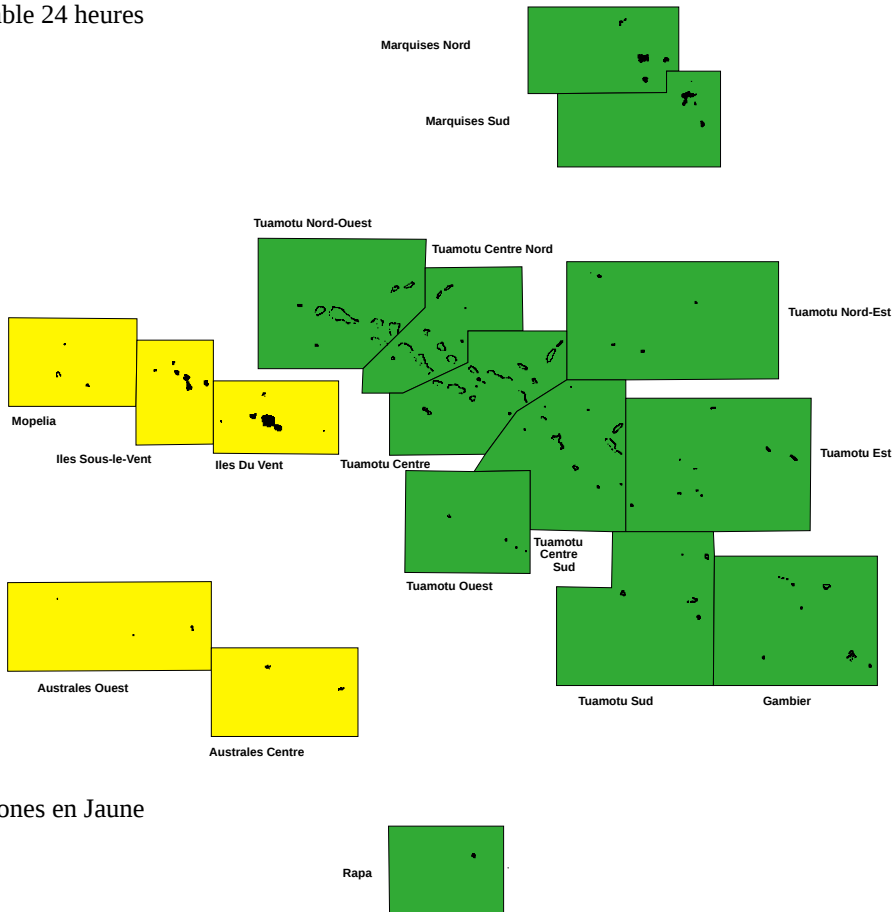 24 heures
Marquises Nord
Marquises Sud
Tuamotu Nord-Ouest
Tuamotu Centre Nord
Tuamotu Nord-Est
Mopelia
Iles Sous-le-Vent
Iles Du Vent
Tuamotu Centre
Tuamotu Est
Tuamotu
Centre
Sud
Tuamotu Ouest
Australes Ouest
Tuamotu Sud
Gambier
Australes Centre
en Jaune
Rapa